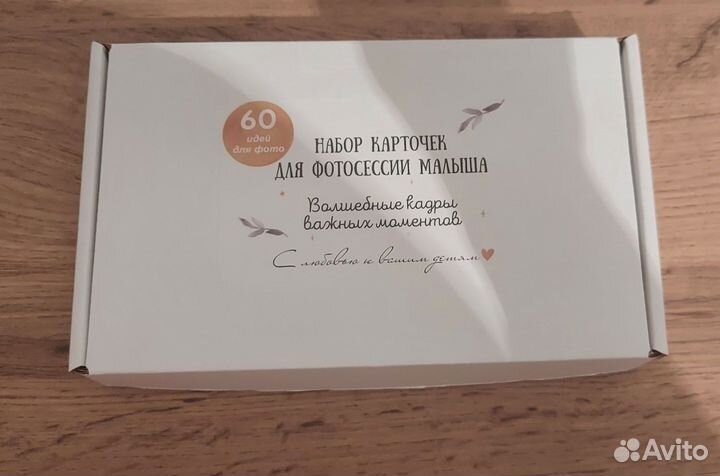 60
идей
для фото
НАБОР КАРТОЧЕК
ДЛЯ ФОТОСЕССИИ МАЛЫША
Волшебные кадры
важных моментов
С любовью к вашим детям
Avito